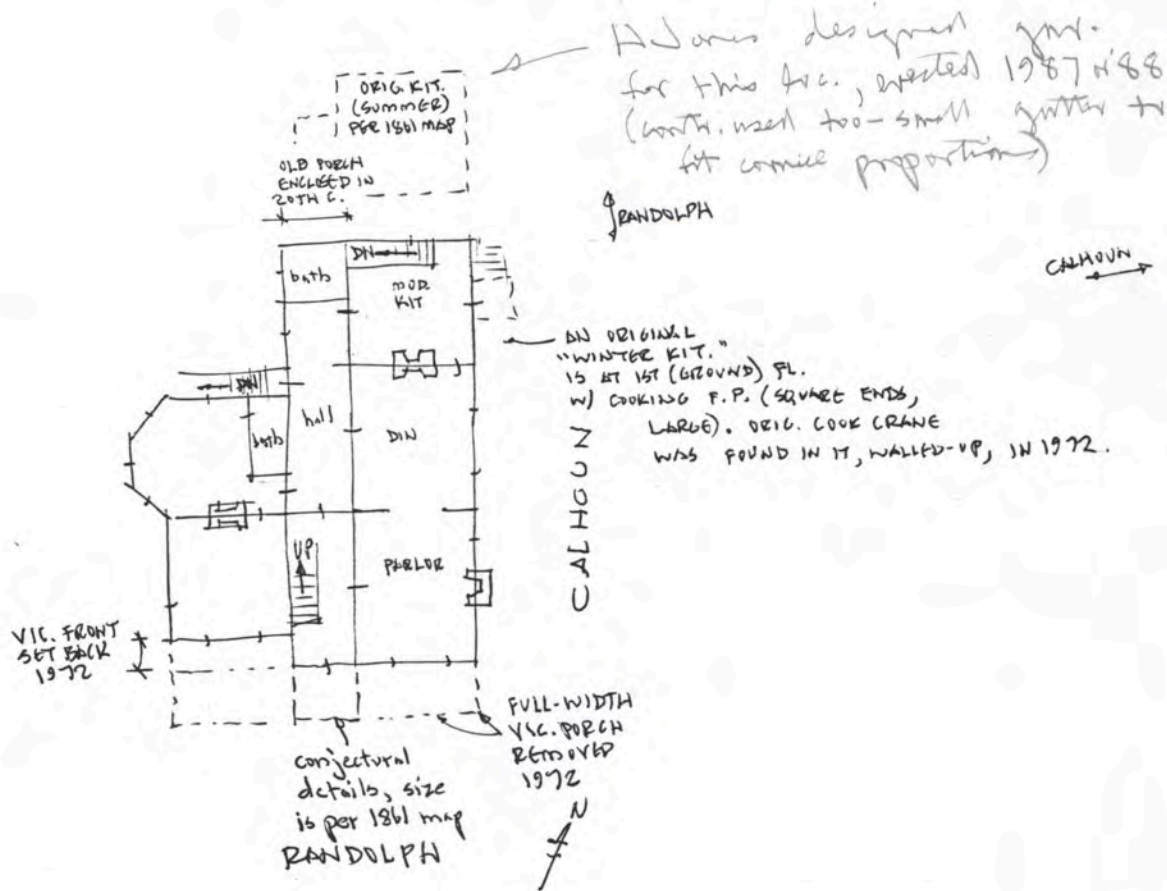 HJones designed gar.
for this loc., erected 1987 or '88
(contr. used too-small gutter to
fit cornice proportions)
ORIG. KIT.
(SUMMER)
PER 1861 MAP
OLD PORCH
ENCLOSED IN
20TH C.
RANDOLPH
CALHOUN
DN
bath
MOD.
KIT
AN ORIGINAL
"WINTER KIT."
IS AT 1ST (GROUND) FL.
W/ COOKING F.P. (SQUARE ENDS,
LARGE). ORIG. COOK CRANE
WAS FOUND IN IT, WALLED-UP, IN 1972.
DN
bath
hall
DIN
CALHOUN
UP
PARLOR
VIC. FRONT
SET BACK
1972
FULL-WIDTH
VIC. PORCH
REMOVED
1972
conjectural
details, size
is per 1861 map
RANDOLPH
N